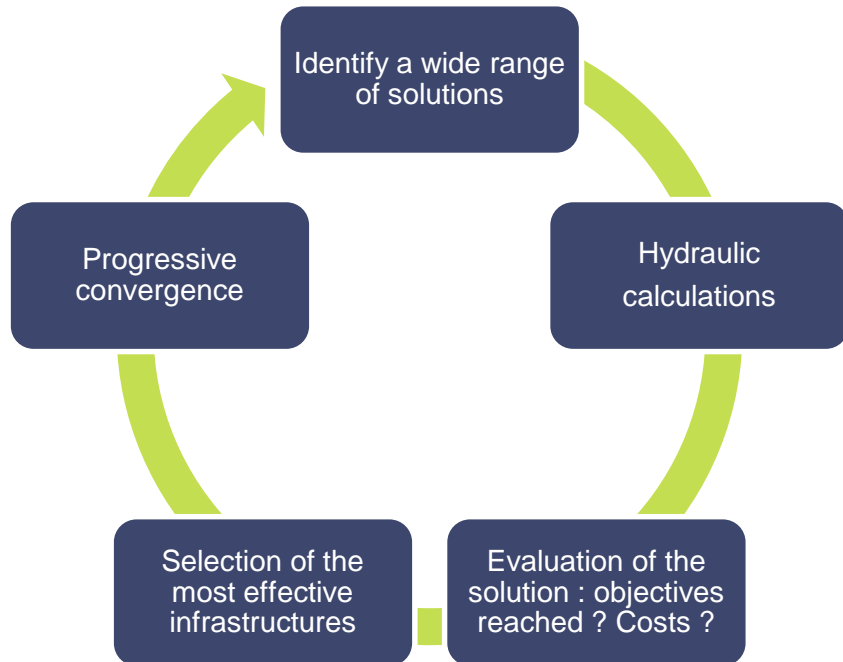 Identify a wide range
of solutions
Hydraulic
calculations
Evaluation of the
solution : objectives
reached ? Costs ?
Selection of the
most effective
infrastructures
Progressive
convergence